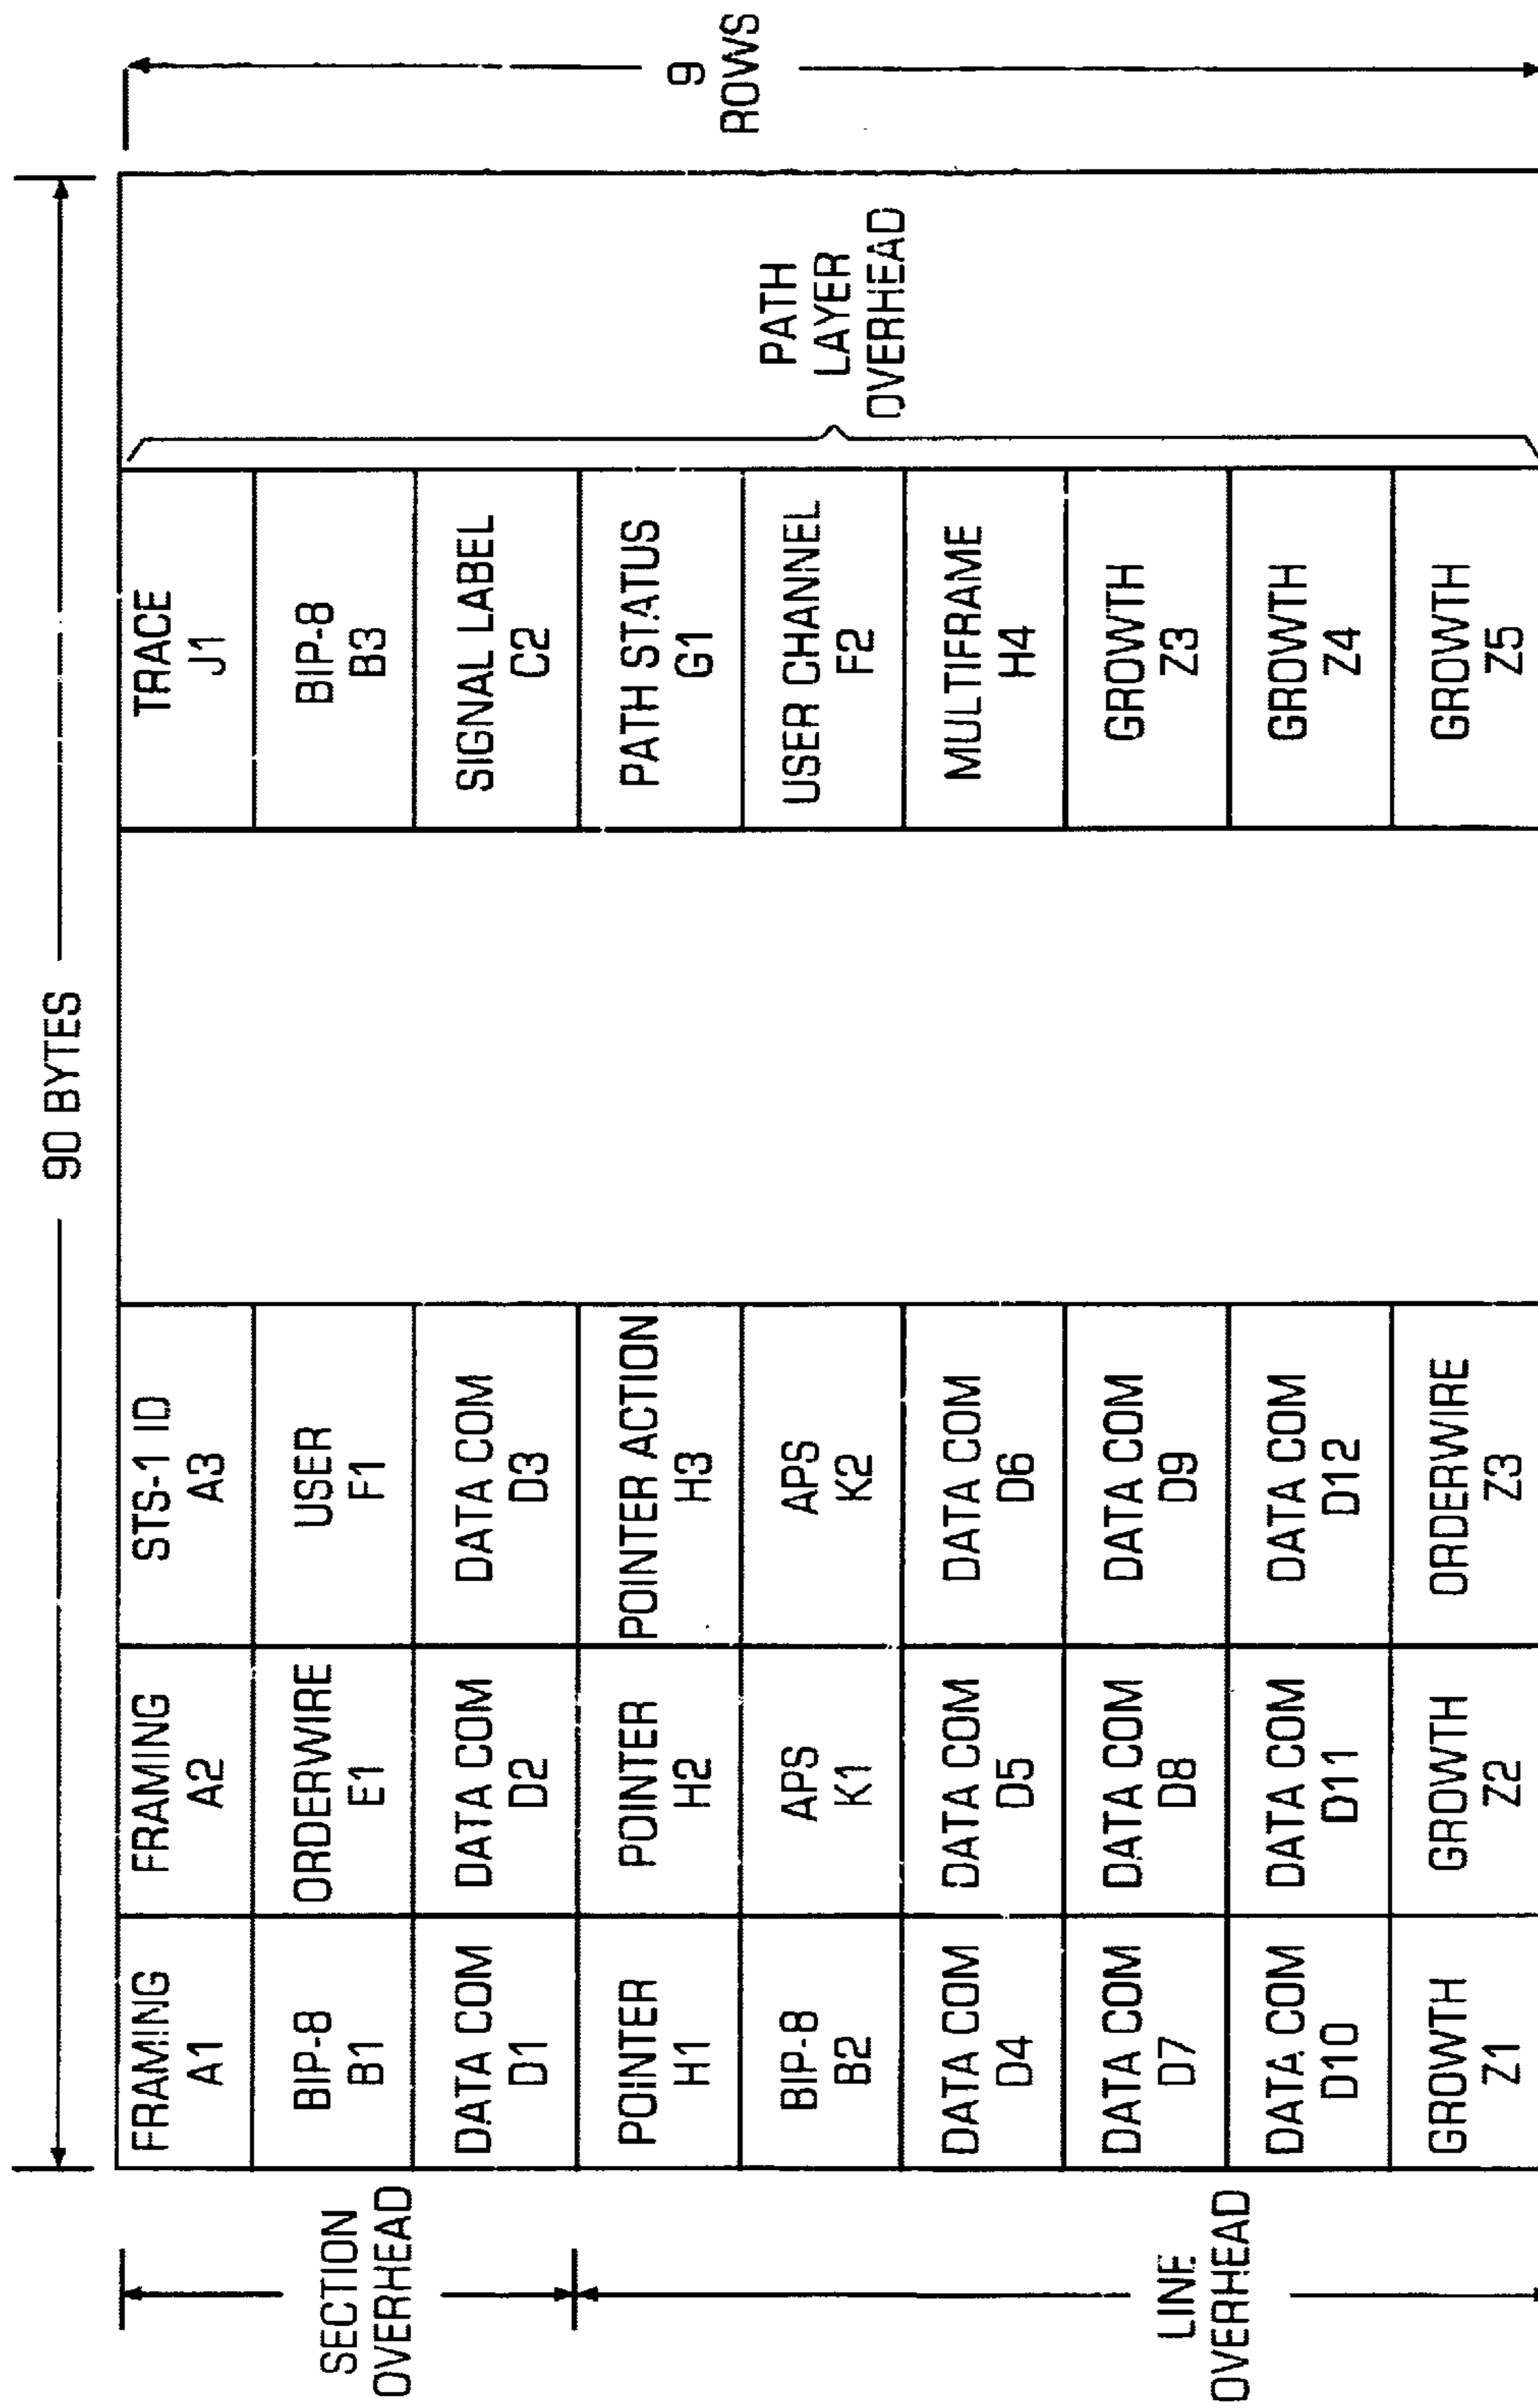 90 BYTES
9
ROWS
SECTION
OVERHEAD
LINE
OVERHEAD
FRAMING
A1
FRAMING
A2
STS-1 ID
A3
TRACE
J1
BIP-8
B1
ORDERWIRE
E1
USER
F1
BIP-8
B3
DATA COM
D1
DATA COM
D2
DATA COM
D3
SIGNAL LABEL
C2
POINTER
H1
POINTER
H2
POINTER ACTION
H3
PATH STATUS
G1
BIP-8
B2
APS
K1
APS
K2
USER CHANNEL
F2
DATA COM
D4
DATA COM
D5
DATA COM
D6
MULTIFRAME
H4
DATA COM
D7
DATA COM
D8
DATA COM
D9
GROWTH
Z3
DATA COM
D10
DATA COM
D11
DATA COM
D12
GROWTH
Z4
GROWTH
Z1
GROWTH
Z2
ORDERWIRE
Z3
GROWTH
Z5
PATH
LAYER
OVERHEAD